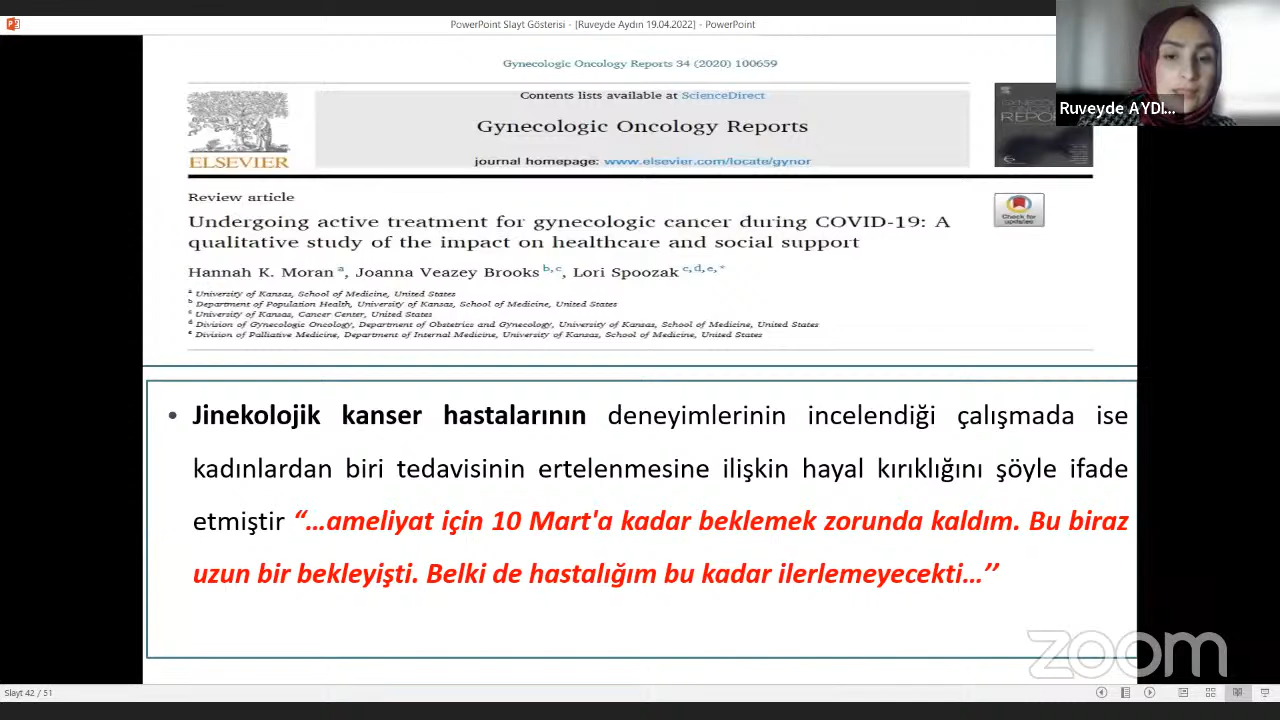 PowerPoint Slayt Gösterisi - [Ruveyde Aydın 19.04.2022] - PowerPoint
Ruveyde AYDI...
Gynecologic Oncology Reports 34 (2020) 100659
Contents lists available at ScienceDirect
Gynecologic Oncology Reports
journal homepage: www.elsevier.com/locate/gynor
ELSEVIER
Review article
Check for
updates
Undergoing active treatment for gynecologic cancer during COVID-19: A
qualitative study of the impact on healthcare and social support
Hannah K. Moran a, Joanna Veazey Brooks b,c, Lori Spoozak c,d,e,*
a University of Kansas, School of Medicine, United States
b Department of Population Health, University of Kansas, School of Medicine, United States
c University of Kansas, Cancer Center, United States
d Division of Gynecologic Oncology, Department of Obstetrics and Gynecology, University of Kansas, School of Medicine, United States
e Division of Palliative Medicine, Department of Internal Medicine, University of Kansas, School of Medicine, United States
• Jinekolojik kanser hastalarının deneyimlerinin incelendiği çalışmada ise
kadınlardan biri tedavisinin ertelenmesine ilişkin hayal kırıklığını şöyle ifade
etmiştir “…ameliyat için 10 Mart'a kadar beklemek zorunda kaldım. Bu biraz
uzun bir bekleyişti. Belki de hastalığım bu kadar ilerlemeyecekti…’’
zoom
Slayt 42 / 51